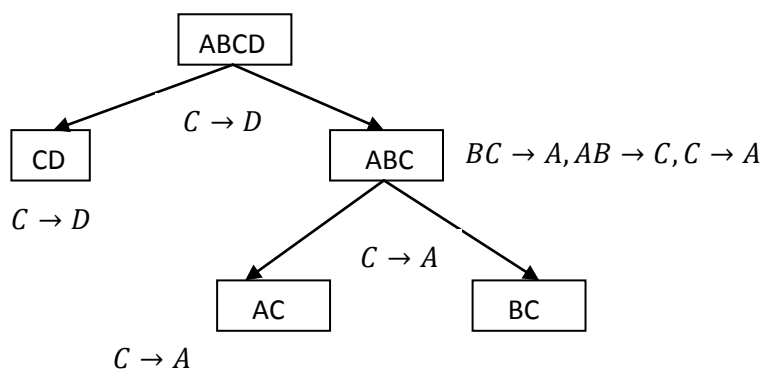 ABCD
C → D
CD
ABC
BC → A, AB → C, C → A
C → D
C → A
AC
BC
C → A